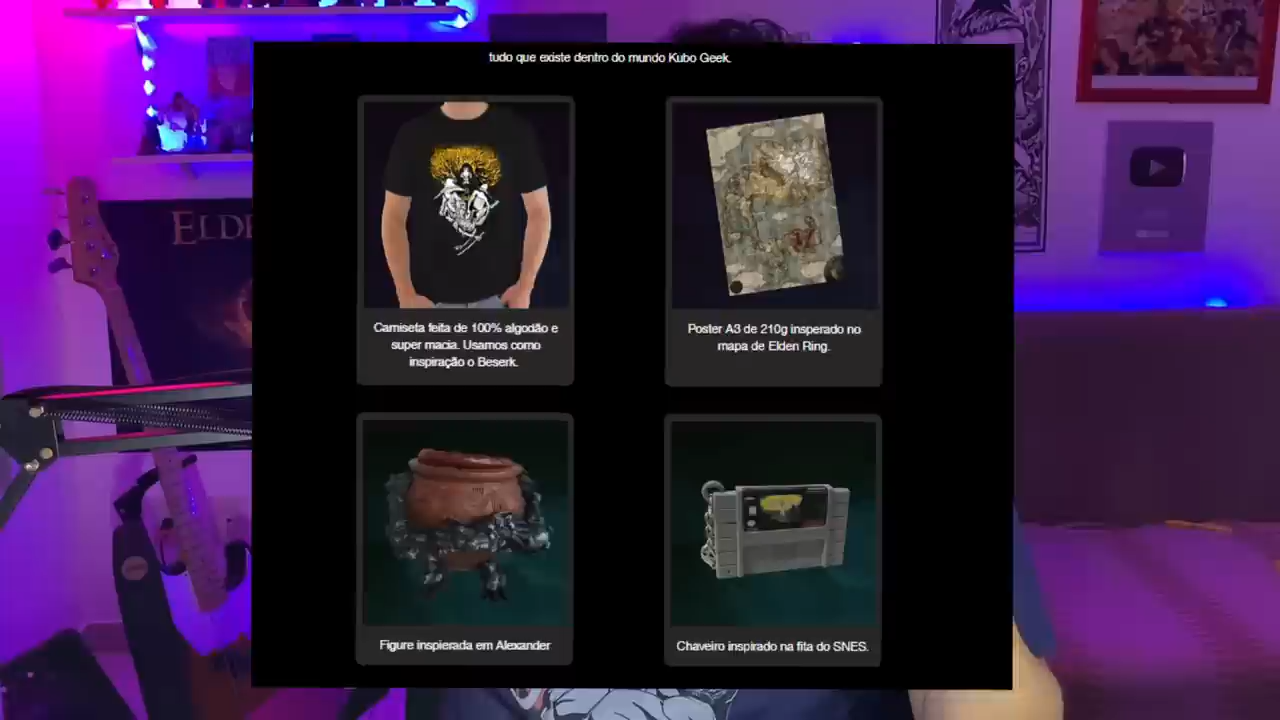 tudo que existe dentro do mundo Kubo Geek.
Camiseta feita de 100% algodão e
super macia. Usamos como
inspiração o Beserk.
Poster A3 de 210g insperado no
mapa de Elden Ring.
Figure inspierada em Alexander
Chaveiro inspirado na fita do SNES.
ELD